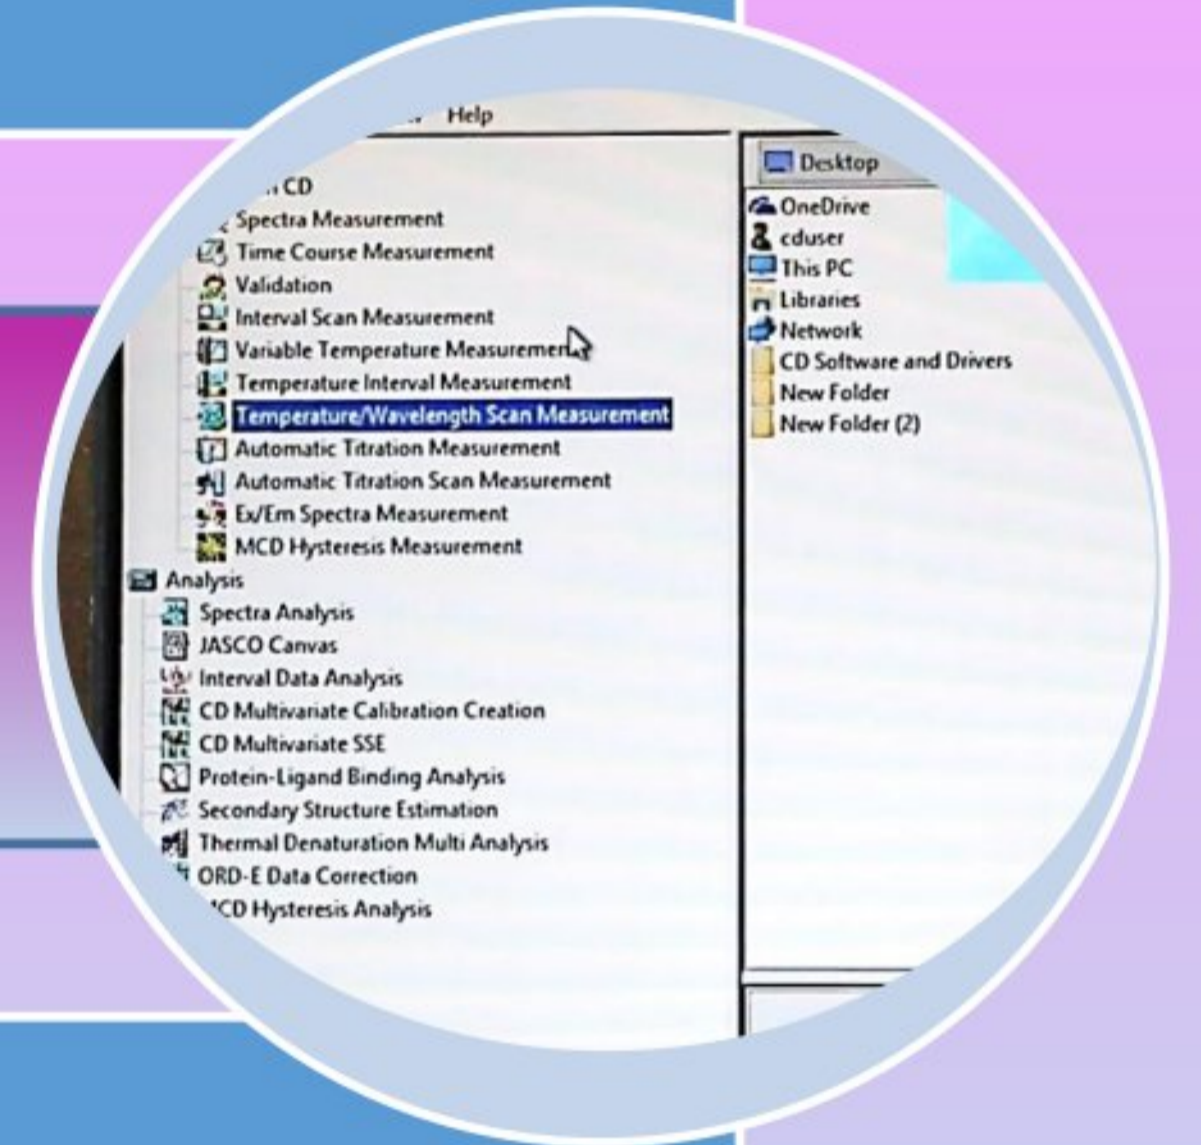 Help
CD
Spectra Measurement
Time Course Measurement
Validation
Interval Scan Measurement
Variable Temperature Measurement
Temperature Interval Measurement
Temperature/Wavelength Scan Measurement
Automatic Titration Measurement
Automatic Titration Scan Measurement
Ex/Em Spectra Measurement
MCD Hysteresis Measurement
Analysis
Spectra Analysis
JASCO Canvas
Interval Data Analysis
CD Multivariate Calibration Creation
CD Multivariate SSE
Protein-Ligand Binding Analysis
Secondary Structure Estimation
Thermal Denaturation Multi Analysis
ORD-E Data Correction
MCD Hysteresis Analysis
Desktop
OneDrive
cduser
This PC
Libraries
Network
CD Software and Drivers
New Folder
New Folder (2)